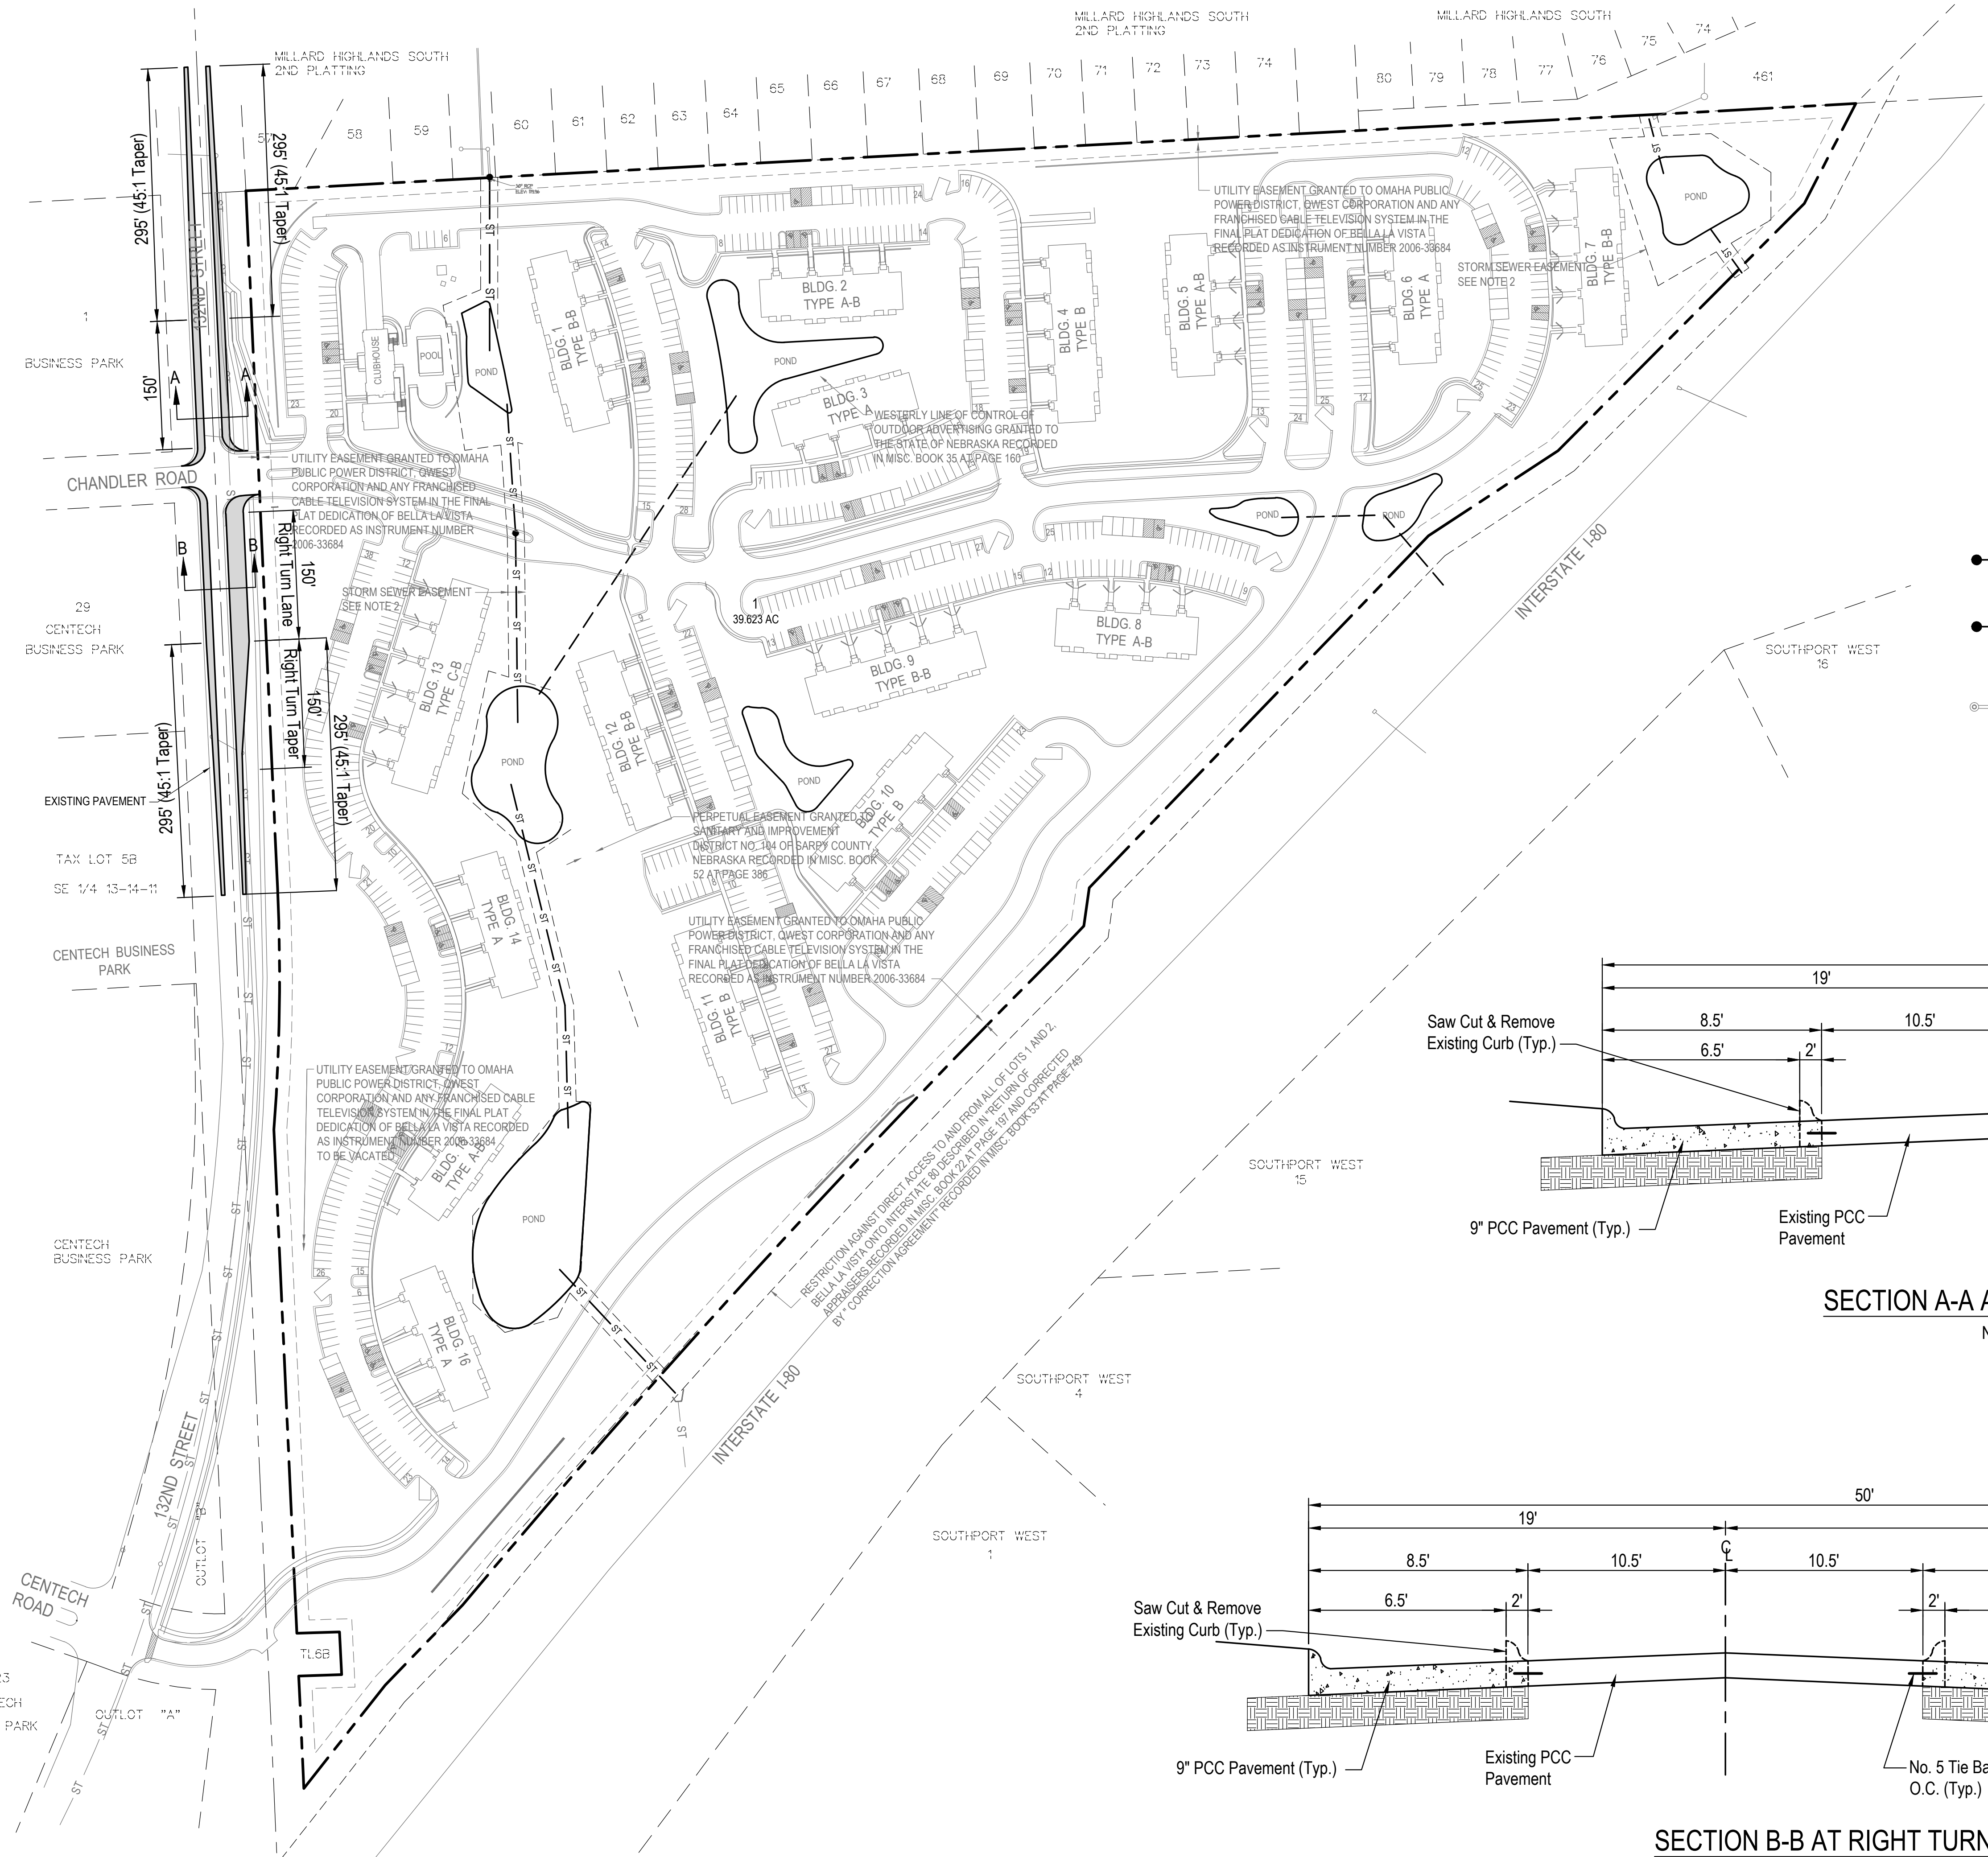 MILLARD HIGHLANDS SOUTH
2ND PLATTING
MILLARD HIGHLANDS SOUTH
2ND PLATTING
MILLARD HIGHLANDS SOUTH
57
58
59
60
61
62
63
64
65
66
67
68
69
70
71
72
73
74
80
79
78
77
76
75
74
461
295' (45:1 Taper)
295' (45:1 Taper)
132ND STREET
150'
A
A
1
BUSINESS PARK
CHANDLER ROAD
B
B
29
CENTECH
BUSINESS PARK
150'
Right Turn Lane
150'
Right Turn Taper
295' (45:1 Taper)
295' (45:1 Taper)
EXISTING PAVEMENT
TAX LOT 5B
SE 1/4 13-14-11
CENTECH BUSINESS
PARK
CENTECH
BUSINESS PARK
132ND STREET
OUTLOT "B"
CENTECH
ROAD
23
ECH
PARK
OUTLOT "A"
TL6B
CLUBHOUSE
POOL
POND
BLDG. 1
TYPE B-B
BLDG. 2
TYPE A-B
POND
BLDG. 3
TYPE A
BLDG. 4
TYPE B
BLDG. 5
TYPE A-B
BLDG. 6
TYPE A
BLDG. 7
TYPE B-B
POND
UTILITY EASEMENT GRANTED TO OMAHA PUBLIC
POWER DISTRICT, QWEST CORPORATION AND ANY
FRANCHISED CABLE TELEVISION SYSTEM IN THE
FINAL PLAT DEDICATION OF BELLA LA VISTA
RECORDED AS INSTRUMENT NUMBER 2006-33684
STORM SEWER EASEMENT
SEE NOTE 2
WESTERLY LINE OF CONTROL OF
OUTDOOR ADVERTISING GRANTED TO
THE STATE OF NEBRASKA RECORDED
IN MISC. BOOK 35 AT PAGE 160
UTILITY EASEMENT GRANTED TO OMAHA
PUBLIC POWER DISTRICT, QWEST
CORPORATION AND ANY FRANCHISED
CABLE TELEVISION SYSTEM IN THE FINAL
PLAT DEDICATION OF BELLA LA VISTA
RECORDED AS INSTRUMENT NUMBER
2006-33684
STORM SEWER EASEMENT
SEE NOTE 2
POND
POND
1
39.623 AC
BLDG. 8
TYPE A-B
BLDG. 9
TYPE B-B
BLDG. 13
TYPE C-B
BLDG. 12
TYPE B-B
POND
POND
BLDG. 10
TYPE B
PERPETUAL EASEMENT GRANTED TO
SANITARY AND IMPROVEMENT
DISTRICT NO. 104 OF SARPY COUNTY,
NEBRASKA RECORDED IN MISC. BOOK
52 AT PAGE 386
BLDG. 14
TYPE A
UTILITY EASEMENT GRANTED TO OMAHA PUBLIC
POWER DISTRICT, QWEST CORPORATION AND ANY
FRANCHISED CABLE TELEVISION SYSTEM IN THE
FINAL PLAT DEDICATION OF BELLA LA VISTA
RECORDED AS INSTRUMENT NUMBER 2006-33684
BLDG. 11
TYPE B
UTILITY EASEMENT GRANTED TO OMAHA
PUBLIC POWER DISTRICT, QWEST
CORPORATION AND ANY FRANCHISED CABLE
TELEVISION SYSTEM IN THE FINAL PLAT
DEDICATION OF BELLA LA VISTA RECORDED
AS INSTRUMENT NUMBER 2006-33684
TO BE VACATED
TYPE A-B
POND
BLDG. 16
TYPE A
RESTRICTION AGAINST DIRECT ACCESS TO AND FROM ALL OF LOTS 1 AND 2,
BELLA LA VISTA ONTO INTERSTATE 80 DESCRIBED IN "RETURN OF
APPRAISERS RECORDED IN MISC. BOOK 22 AT PAGE 197 AND CORRECTED
BY " CORRECTION AGREEMENT" RECORDED IN MISC. BOOK 53 AT PAGE 749
INTERSTATE I-80
INTERSTATE I-80
SOUTHPORT WEST
16
SOUTHPORT WEST
15
SOUTHPORT WEST
4
SOUTHPORT WEST
1
19'
8.5'
10.5'
6.5'
2'
Saw Cut & Remove
Existing Curb (Typ.)
9" PCC Pavement (Typ.)
Existing PCC
Pavement
SECTION A-A A
N
50'
19'
8.5'
10.5'
10.5'
6.5'
2'
2'
Saw Cut & Remove
Existing Curb (Typ.)
9" PCC Pavement (Typ.)
Existing PCC
Pavement
No. 5 Tie Ba
O.C. (Typ.)
SECTION B-B AT RIGHT TURN